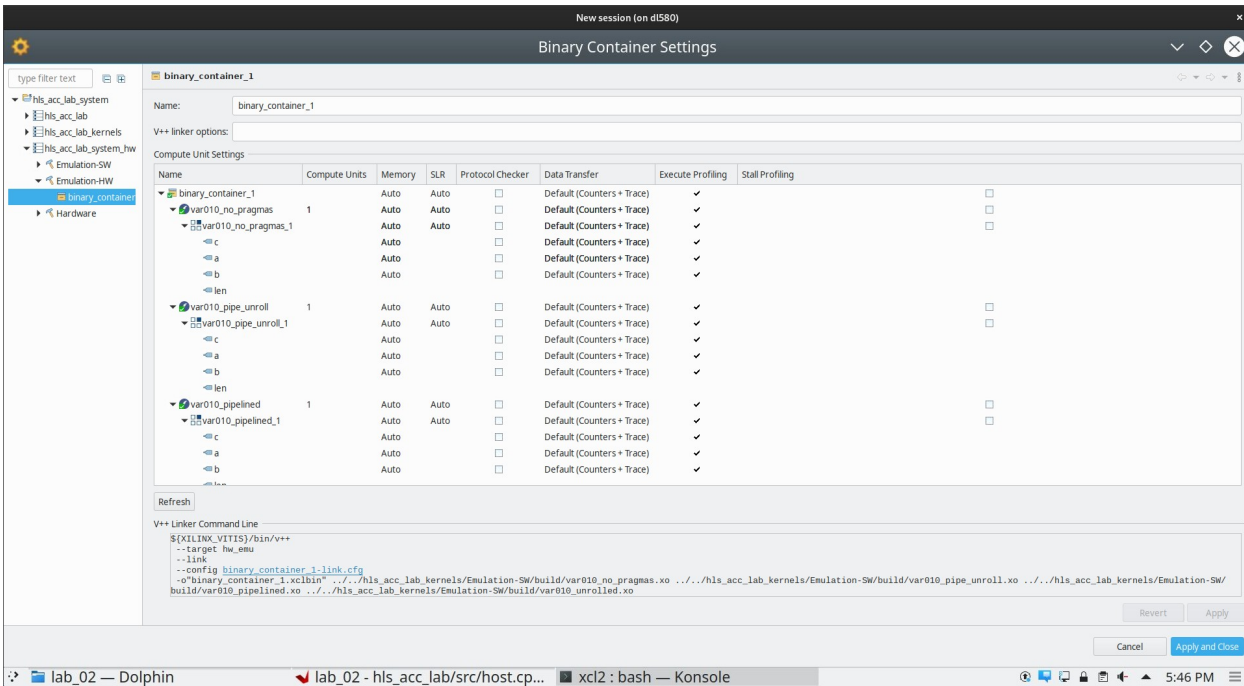 New session (on dl580)
Binary Container Settings
type filter text
hls_acc_lab_system
hls_acc_lab
hls_acc_lab_kernels
hls_acc_lab_system_hw
Emulation-SW
Emulation-HW
binary_container
Hardware
binary_container_1
Name: binary_container_1
V++ linker options:
Compute Unit Settings
Name Compute Units Memory SLR Protocol Checker Data Transfer Execute Profiling Stall Profiling
binary_container_1 Auto Auto Default (Counters + Trace)
var010_no_pragmas 1 Auto Auto Default (Counters + Trace)
var010_no_pragmas_1 Auto Auto Default (Counters + Trace)
c Auto Default (Counters + Trace)
a Auto Default (Counters + Trace)
b Auto Default (Counters + Trace)
len
var010_pipe_unroll 1 Auto Auto Default (Counters + Trace)
var010_pipe_unroll_1 Auto Auto Default (Counters + Trace)
c Auto Default (Counters + Trace)
a Auto Default (Counters + Trace)
b Auto Default (Counters + Trace)
len
var010_pipelined 1 Auto Auto Default (Counters + Trace)
var010_pipelined_1 Auto Auto Default (Counters + Trace)
c Auto Default (Counters + Trace)
a Auto Default (Counters + Trace)
b Auto Default (Counters + Trace)
len
Refresh
V++ Linker Command Line
${XILINX_VITIS}/bin/v++
--target hw_emu
--link
--config binary_container_1-link.cfg
-o"binary_container_1.xclbin" ../../hls_acc_lab_kernels/Emulation-SW/build/var010_no_pragmas.xo ../../hls_acc_lab_kernels/Emulation-SW/build/var010_pipe_unroll.xo ../../hls_acc_lab_kernels/Emulation-SW/
build/var010_pipelined.xo ../../hls_acc_lab_kernels/Emulation-SW/build/var010_unrolled.xo
Revert Apply
Cancel Apply and Close
lab_02 — Dolphin lab_02 - hls_acc_lab/src/host.cp... xcl2 : bash — Konsole 5:46 PM